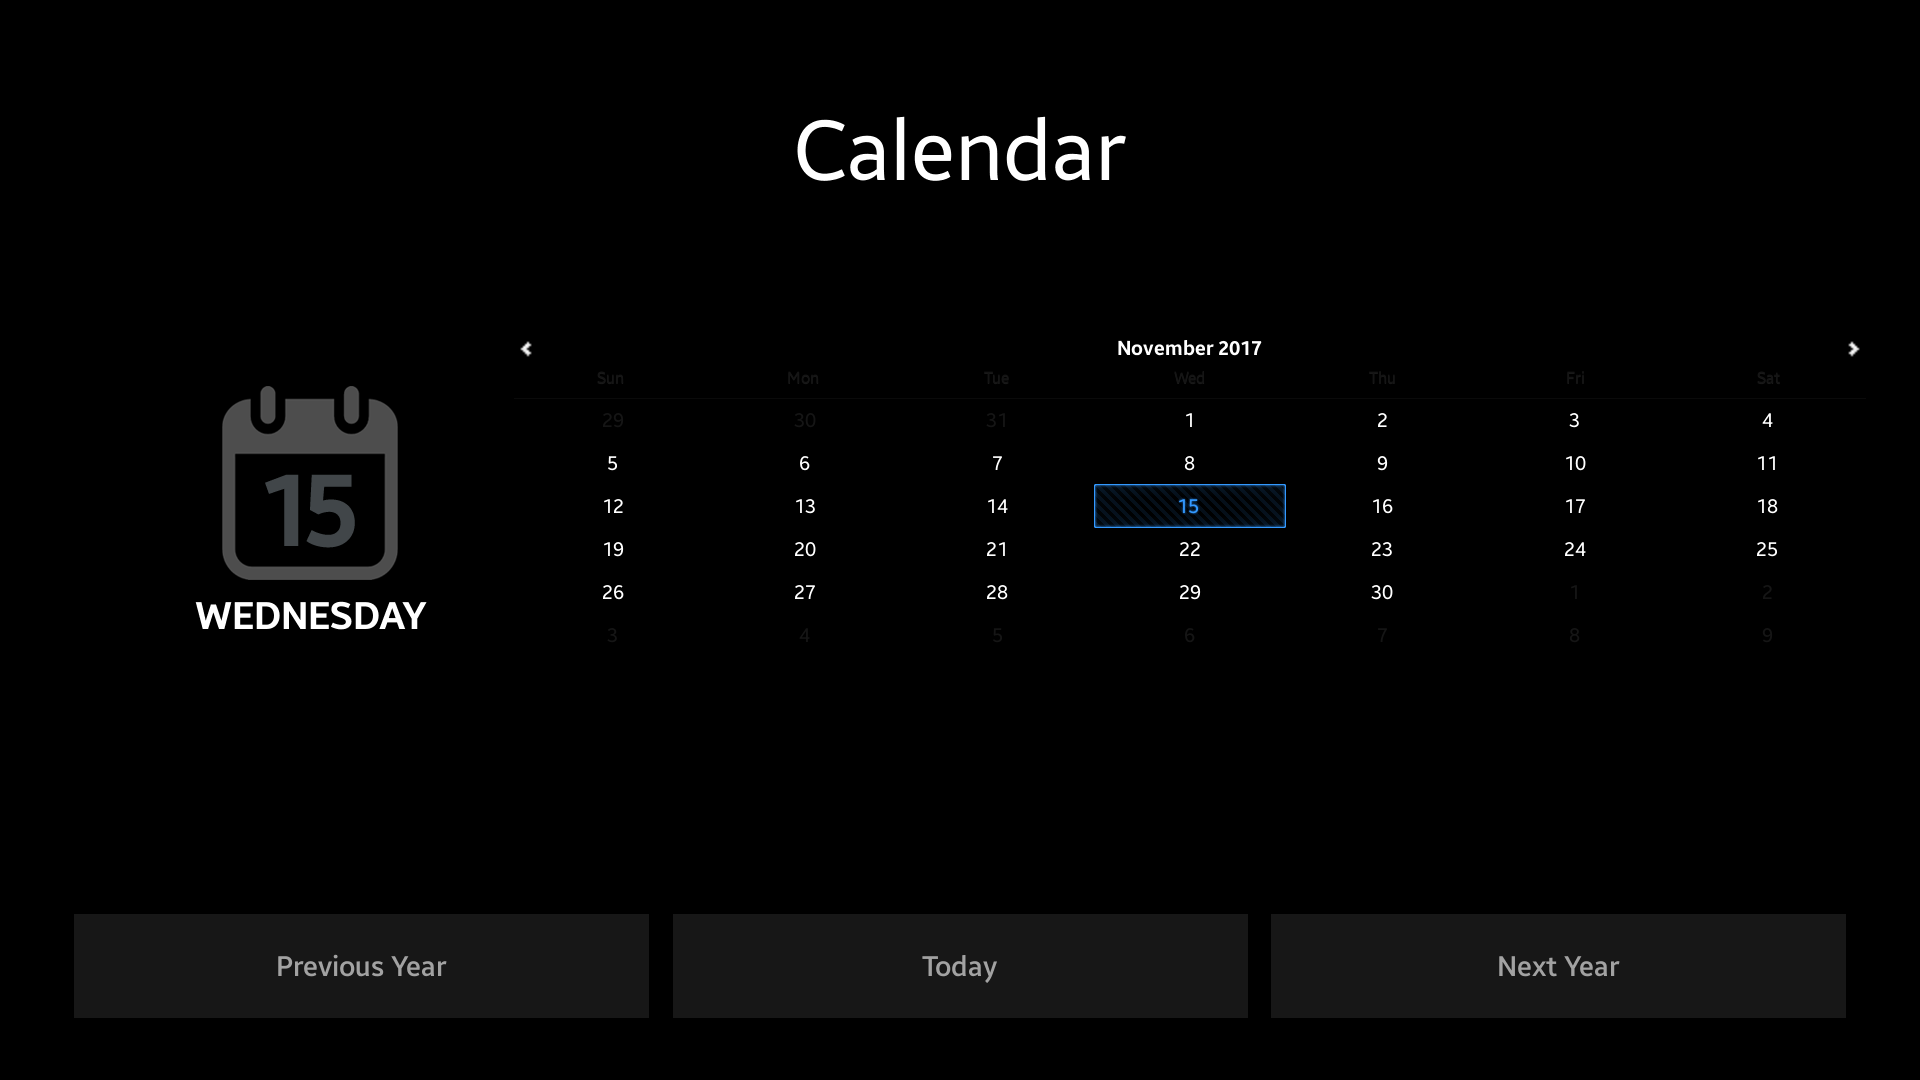 Calendar
November 2017
Sun Mon Tue Wed Thu Fri Sat
29 30 31 1 2 3 4
5 6 7 8 9 10 11
12 13 14 15 16 17 18
19 20 21 22 23 24 25
26 27 28 29 30 1 2
3 4 5 6 7 8 9
15
WEDNESDAY
Previous Year
Today
Next Year